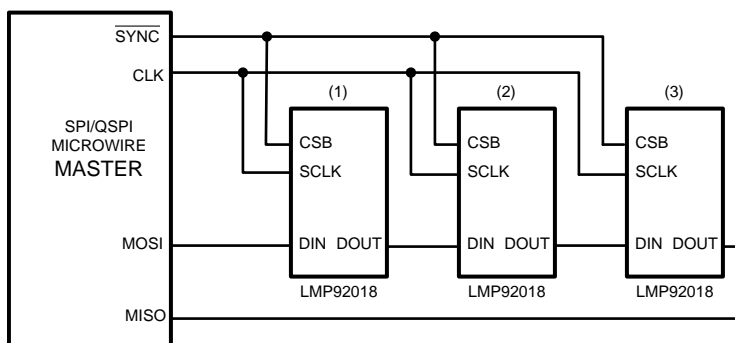 SYNC
CLK
SPI/QSPI
MICROWIRE
MASTER
MOSI
MISO
(1)
CSB
SCLK
DIN DOUT
LMP92018
(2)
CSB
SCLK
DIN DOUT
LMP92018
(3)
CSB
SCLK
DIN DOUT
LMP92018